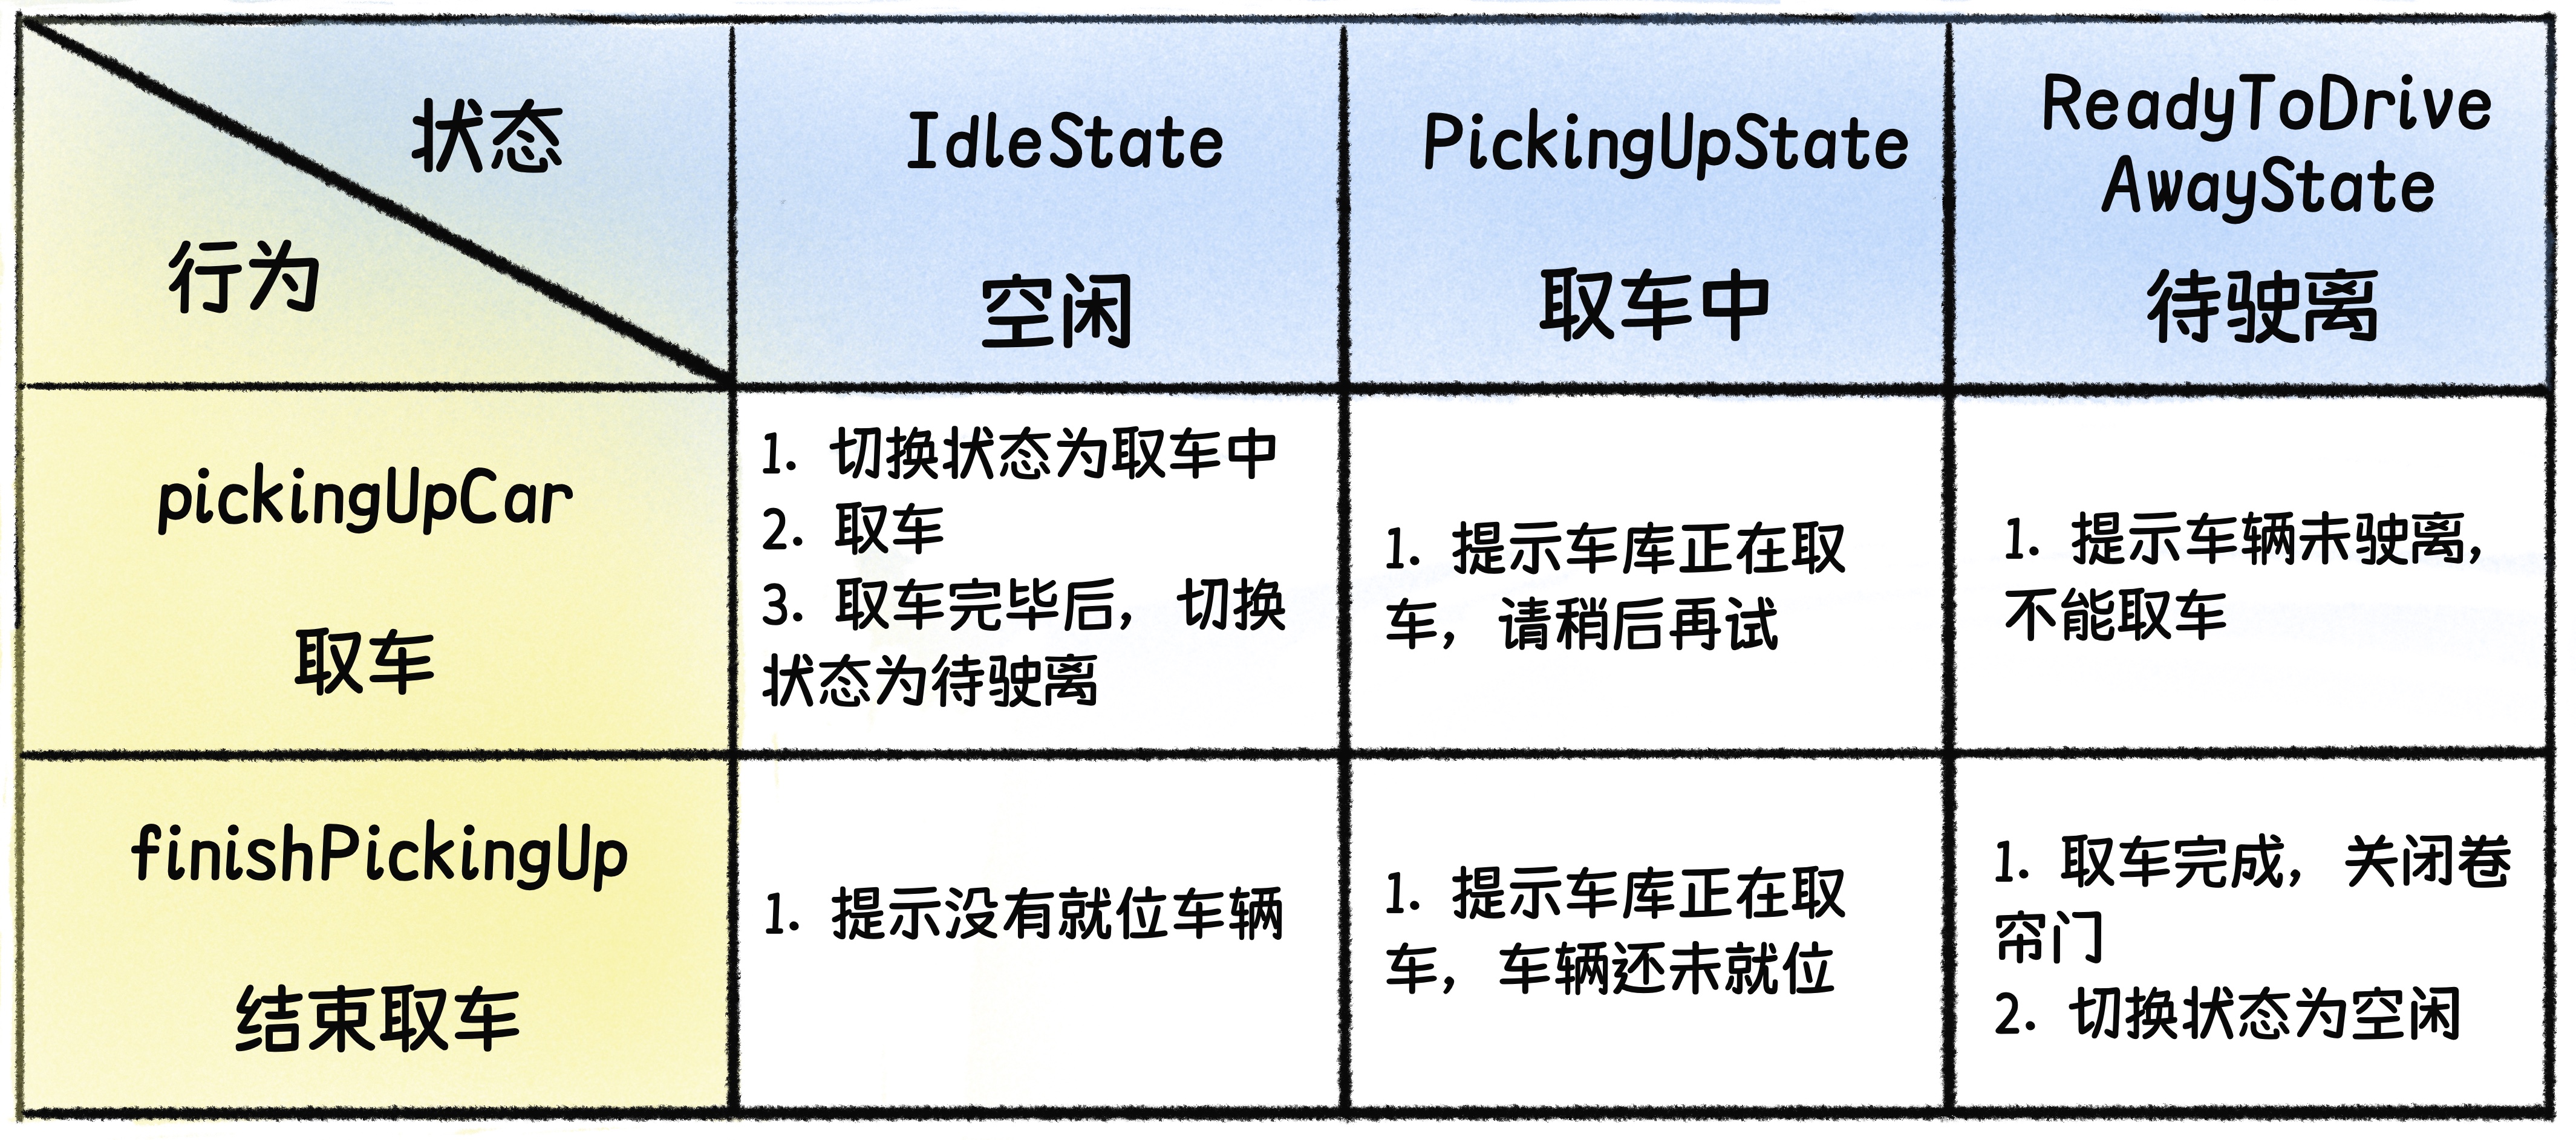 状态
行为
IdleState
空闲
PickingUpState
取车中
ReadyToDrive
AwayState
待驶离
pickingUpCar
取车
1. 切换状态为取车中
2. 取车
3. 取车完毕后，切换
状态为待驶离
1. 提示车库正在取
车，请稍后再试
1. 提示车辆未驶离，
不能取车
finishPickingUp
结束取车
1. 提示没有就位车辆
1. 提示车库正在取
车，车辆还未就位
1. 取车完成，关闭卷
帘门
2. 切换状态为空闲